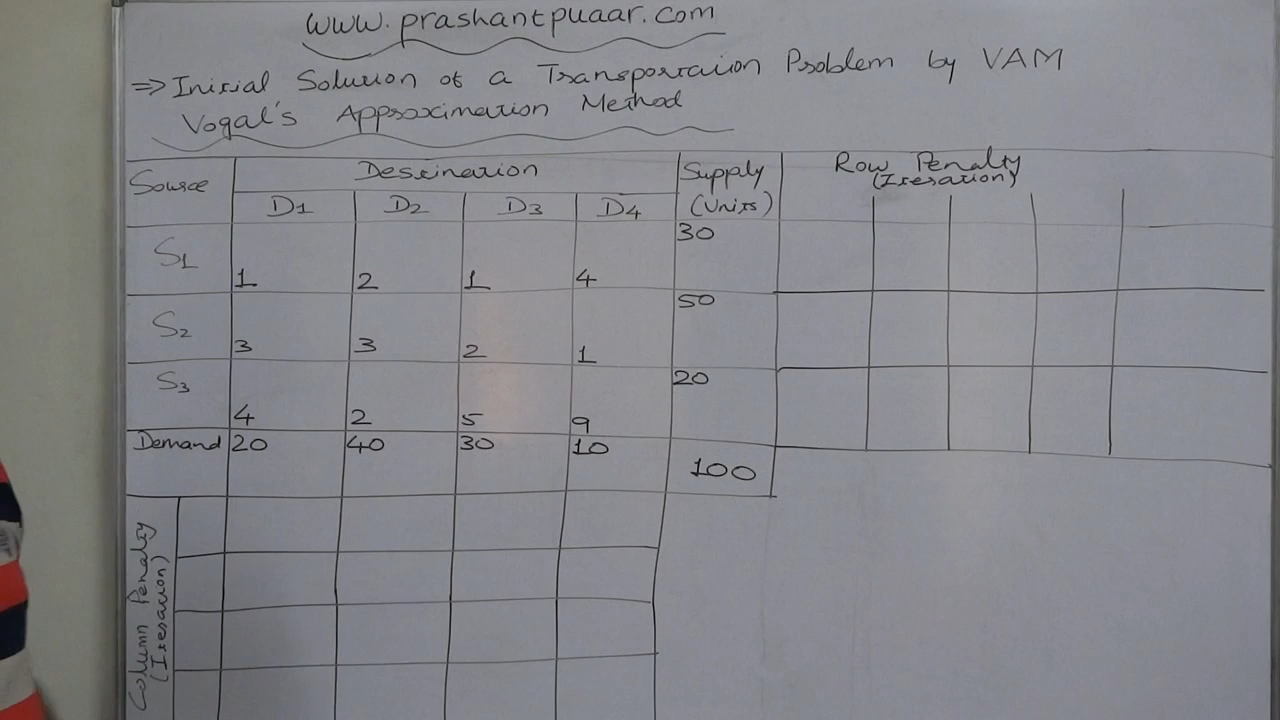 www.prashantpuaar.com
⇒ Initial Solution of a Transportation Problem by VAM
Vogal's Approximation Method
Source Destination Supply (Units) Row Penalty (Iteration)
D1 D2 D3 D4
S1 1 2 1 4 30
S2 3 3 2 1 50
S3 4 2 5 9 20
Demand 20 40 30 10 100
Column Penalty
(Iteration)